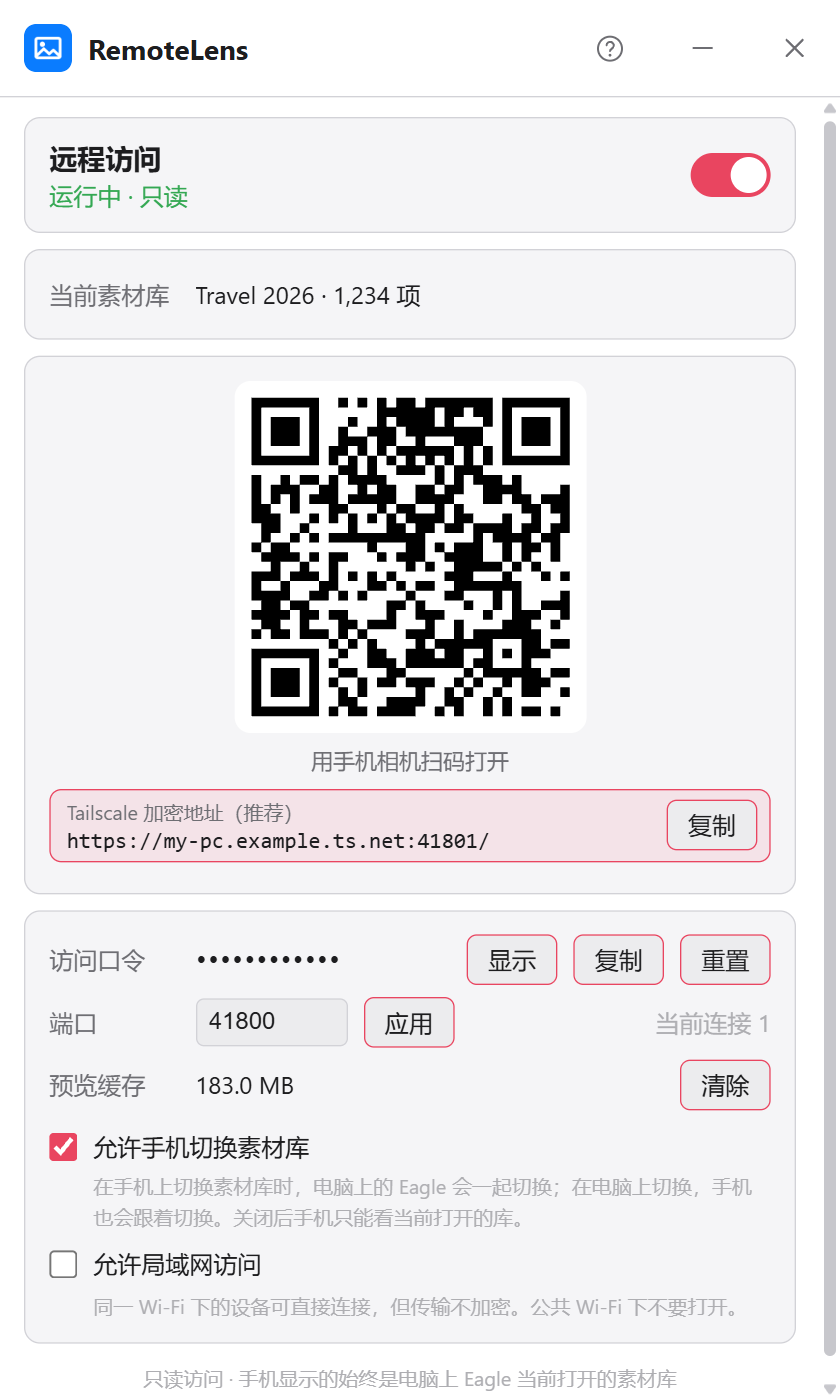 RemoteLens
远程访问
运行中 · 只读
当前素材库 Travel 2026 · 1,234 项
用手机相机扫码打开
Tailscale 加密地址（推荐）
https://my-pc.example.ts.net:41801/
复制
访问口令 •••••••••••• 显示 复制 重置
端口 41800 应用 当前连接 1
预览缓存 183.0 MB 清除
允许手机切换素材库
在手机上切换素材库时，电脑上的 Eagle 会一起切换；在电脑上切换，手机
也会跟着切换。关闭后手机只能看当前打开的库。
允许局域网访问
同一 Wi-Fi 下的设备可直接连接，但传输不加密。公共 Wi-Fi 下不要打开。
只读访问 · 手机显示的始终是电脑上 Eagle 当前打开的素材库